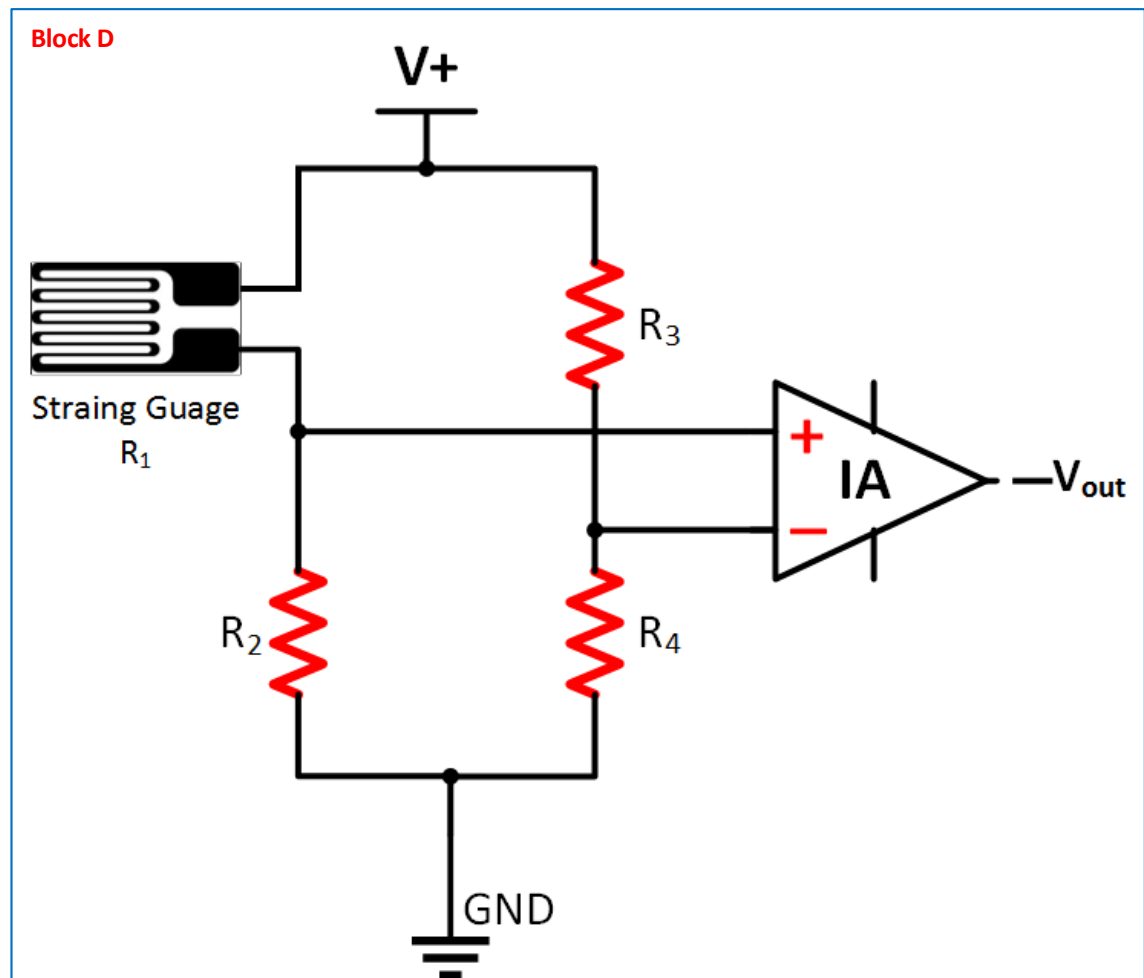 Block D
V+
R₃
Straing Guage
R₁
+
IA
−
Vout
R₂
R₄
GND